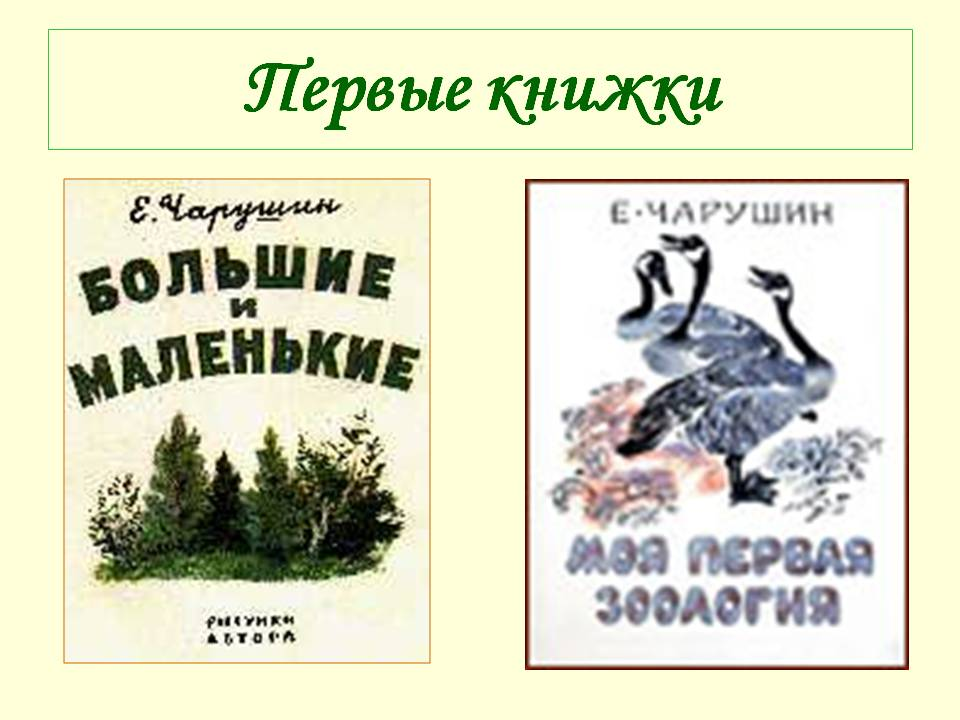 Первые книжки
Е. Чарушин
БОЛЬШИЕ
и
МАЛЕНЬКИЕ
РИСУНКИ
АВТОРА
Е·ЧАРУШИН
МОЯ ПЕРВАЯ
ЗООЛОГИЯ